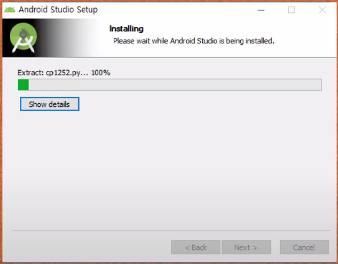 Android Studio Setup
Installing
Please wait while Android Studio is being installed.
Extract: cp1252.py... 100%
Show details
< Back
Next >
Cancel